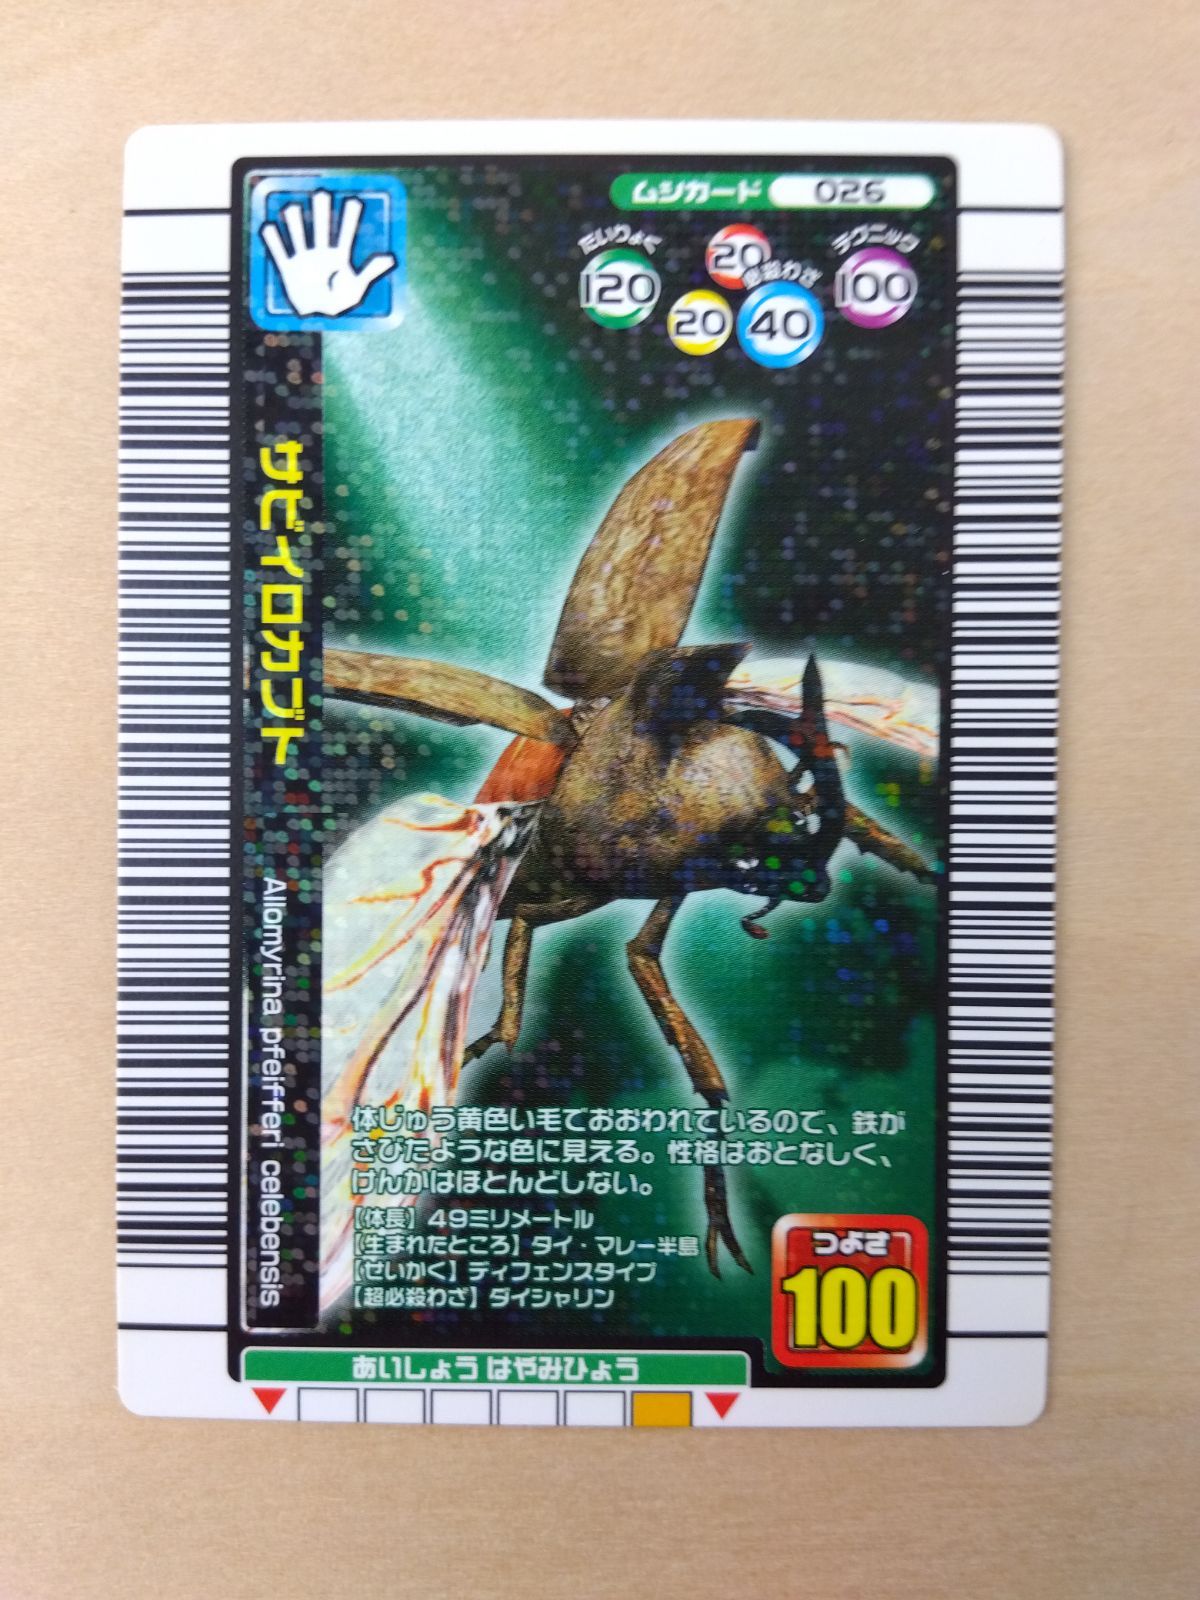 ムシカード 026
たいりょく
120
20
20
必殺わざ
40
テクニック
100
サビイロカブト
Allomyrina pfeifferi celebensis
体じゅう黄色い毛でおおわれているので、鉄が
さびたような色に見える。性格はおとなしく、
けんかはほとんどしない。
【体長】49ミリメートル
【生まれたところ】タイ・マレー半島
【せいかく】ディフェンスタイプ
【超必殺わざ】ダイシャリン
つよさ
100
あいしょう はやみひょう